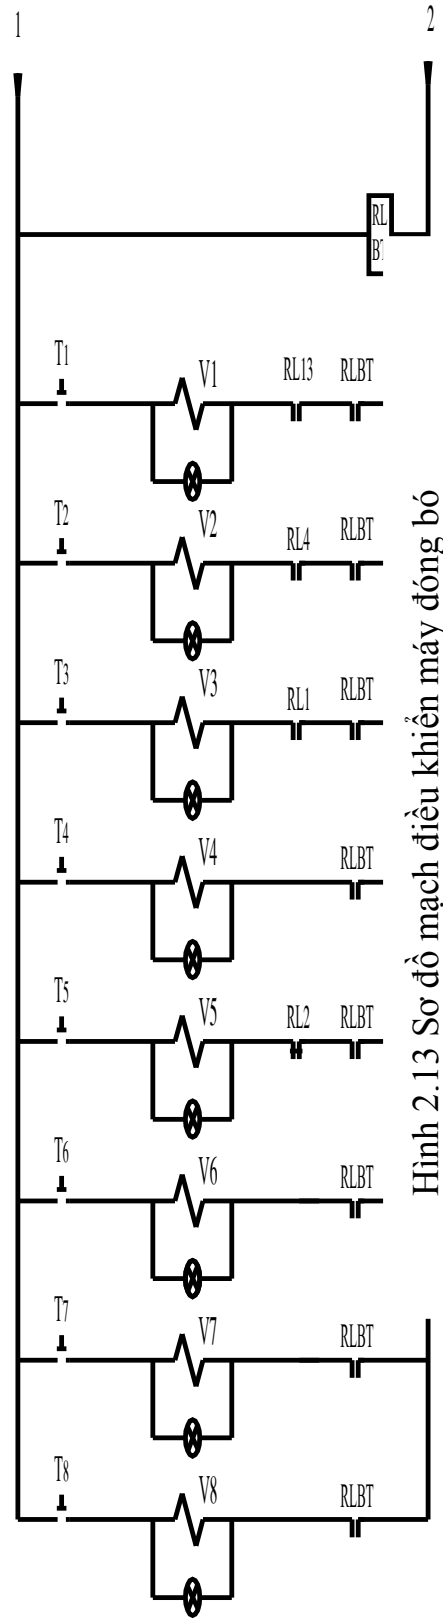 1
2
RL
T1
V1
RL13
RLBT
T2
V2
RL4
RLBT
T3
V3
RL1
RLBT
T4
V4
RLBT
T5
V5
RL2
RLBT
T6
V6
RLBT
T7
V7
RLBT
T8
V8
RLBT
Hình 2.13 Sơ đồ mạch điều khiển máy đóng bó